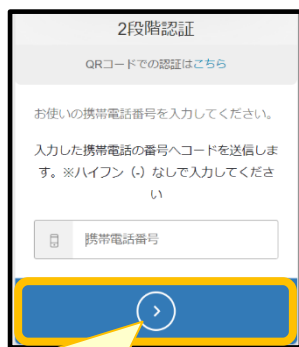 2段階認証
QRコードでの認証はこちら
お使いの携帯電話番号を入力してください。
入力した携帯電話の番号へコードを送信しま
す。※ハイフン（-）なしで入力してくださ
い
携帯電話番号